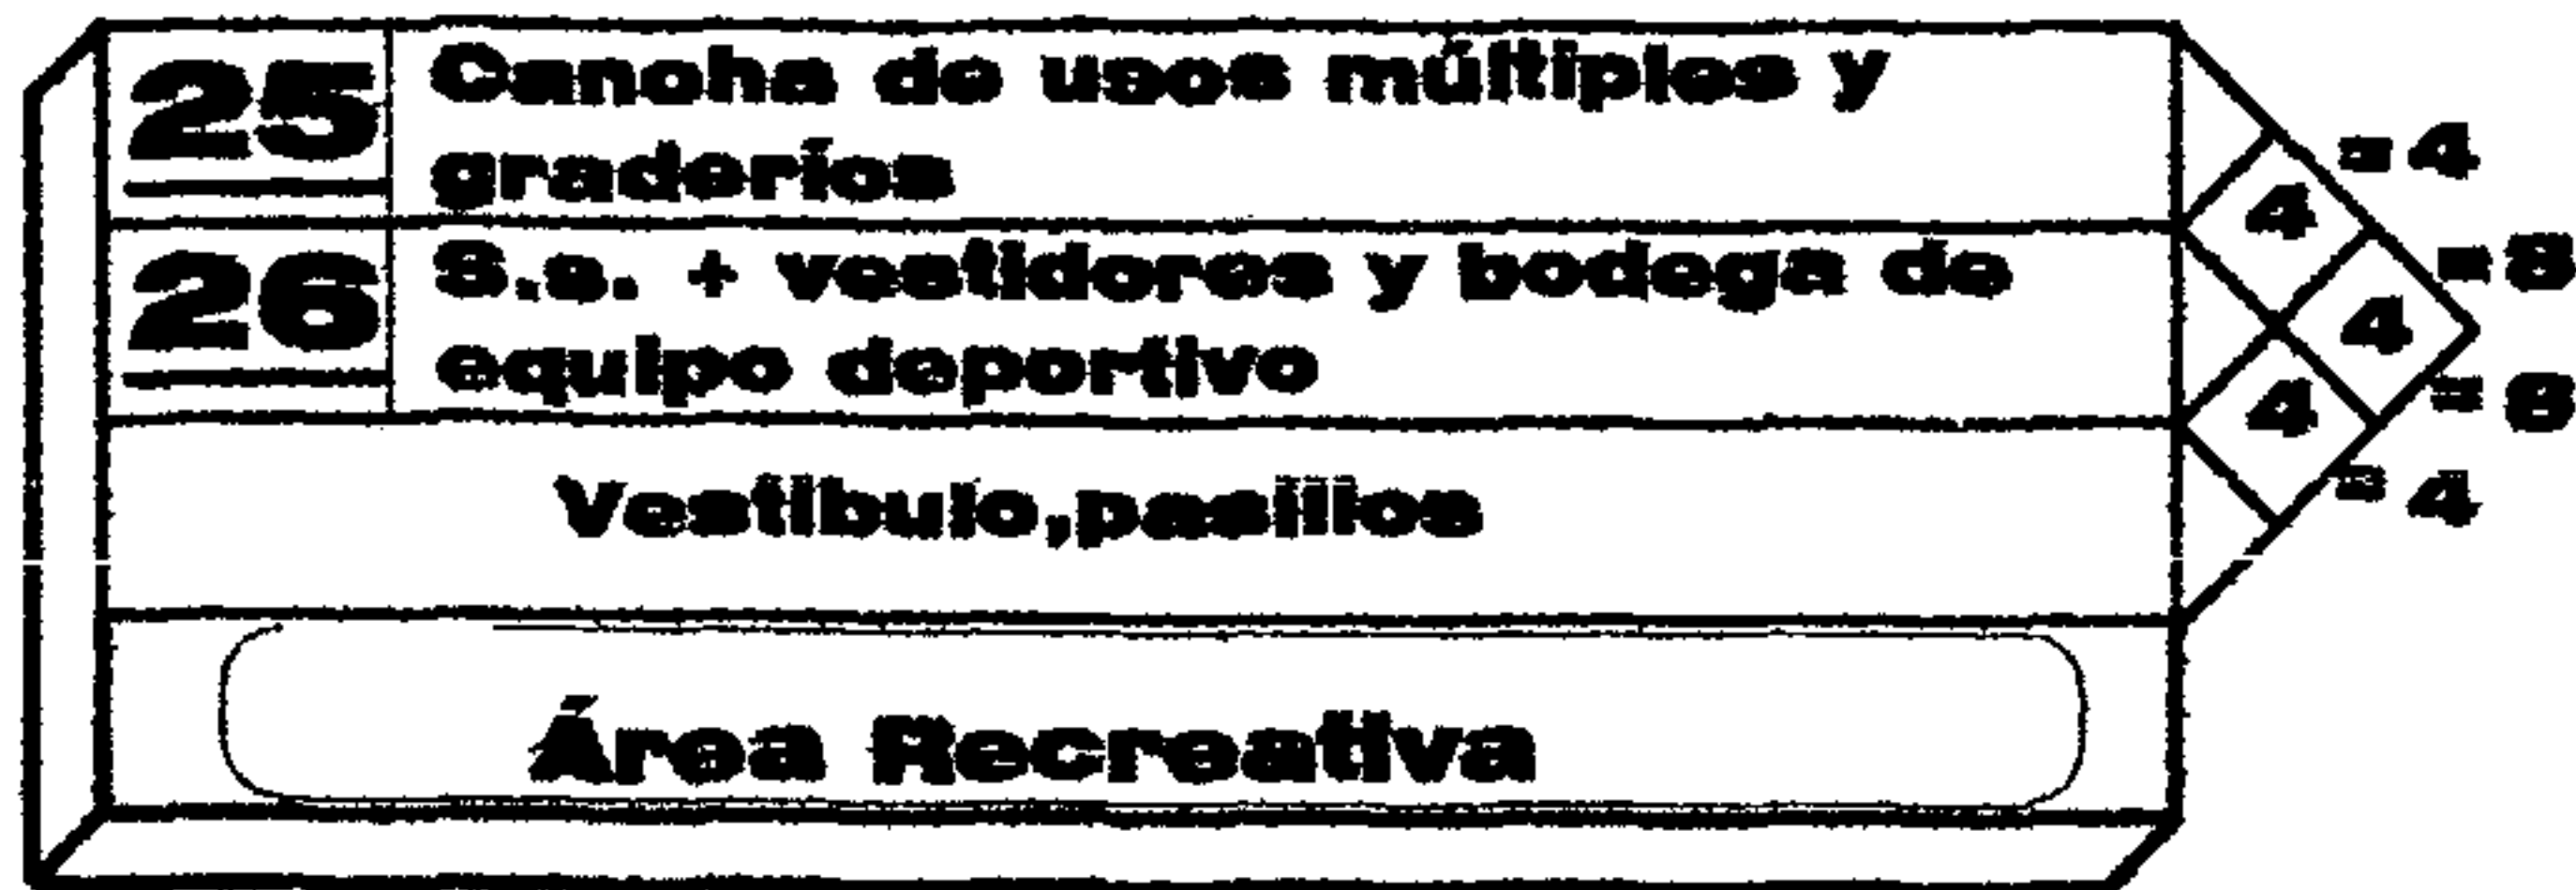 25 Cancha de usos múltiples y
graderíos
26 S.s. + vestidores y bodega de
equipo deportivo
Vestibulo,pasillos
Área Recreativa
= 4
4
= 8
4
4
= 4